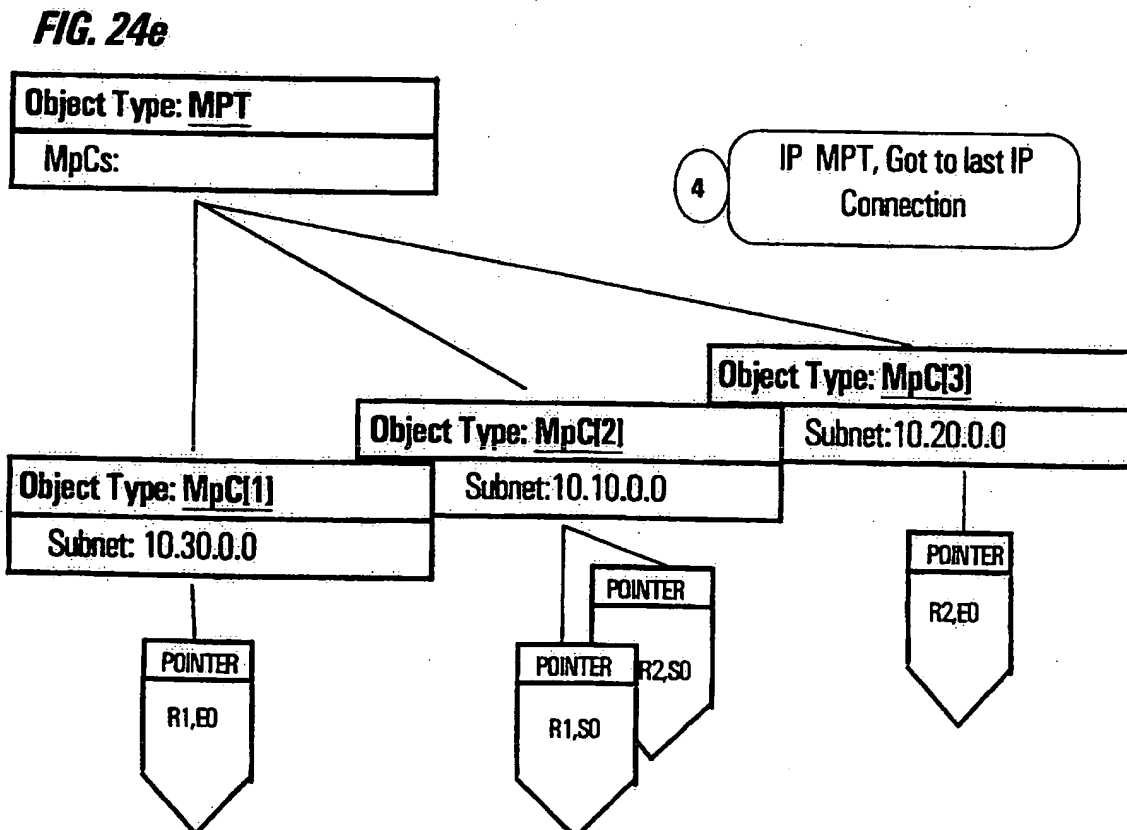 FIG. 24e
Object Type: MPT
MpCs:
4
IP MPT, Got to last IP
Connection
Object Type: MpC[3]
Subnet:10.20.0.0
Object Type: MpC[2]
Subnet:10.10.0.0
Object Type: MpC[1]
Subnet: 10.30.0.0
POINTER
R2,E0
POINTER
R2,S0
POINTER
R1,S0
POINTER
R1,E0